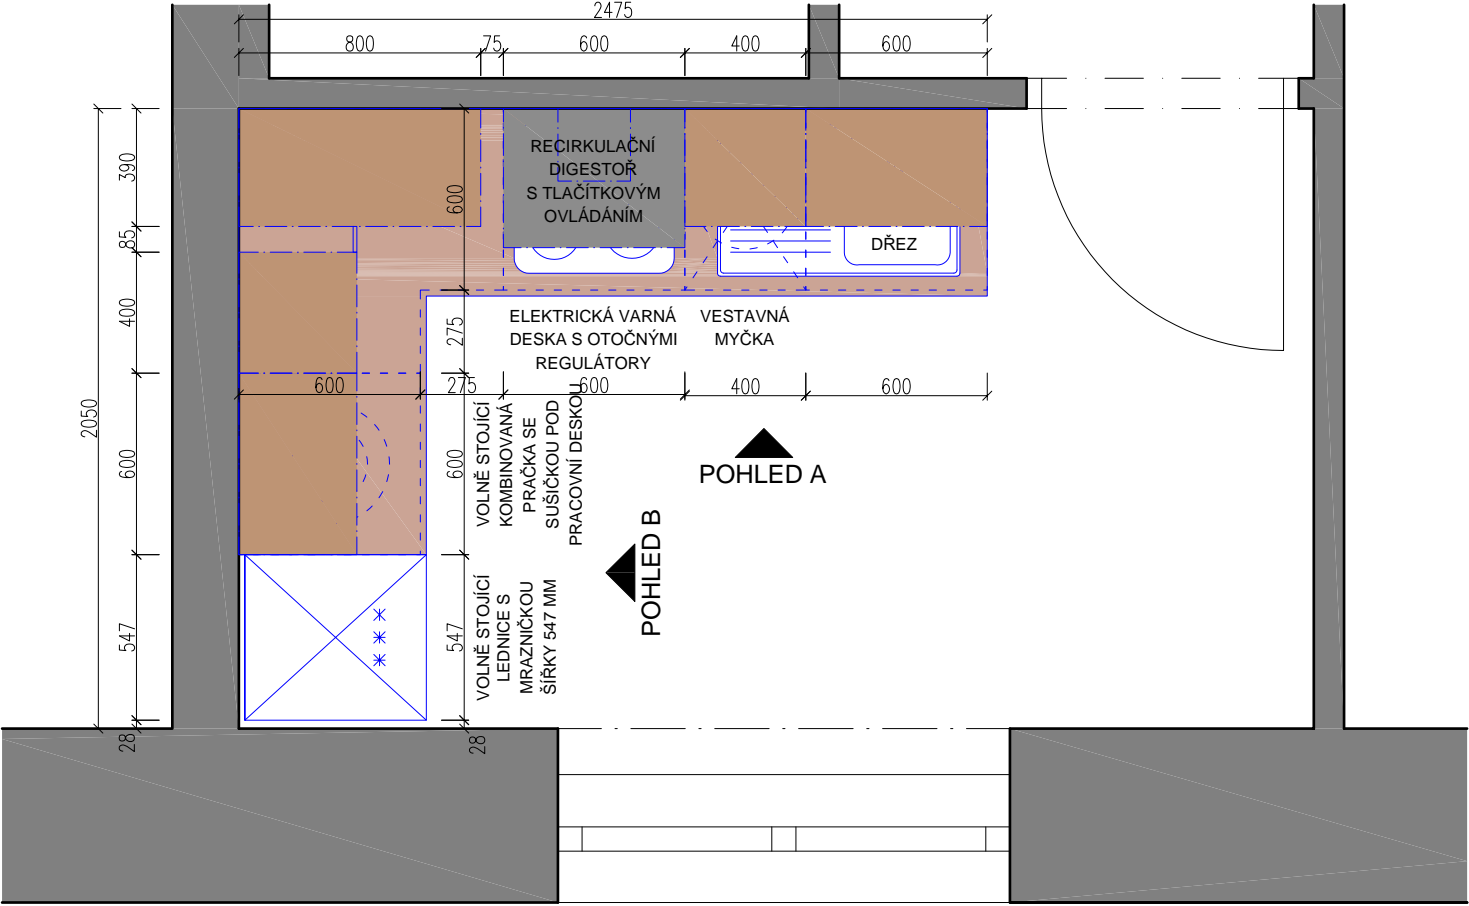 2475
800
75
600
400
600
390
85
400
600
547
28
2050
600
275
600
547
28
RECIRKULAČNÍ
DIGESTOŘ
S TLAČÍTKOVÝM
OVLÁDÁNÍM
DŘEZ
ELEKTRICKÁ VARNÁ
DESKA S OTOČNÝMI
REGULÁTORY
VESTAVNÁ
MYČKA
600
275
600
400
600
VOLNĚ STOJÍCÍ
KOMBINOVANÁ
PRAČKA SE
SUŠIČKOU POD
PRACOVNÍ DESKOU
POHLED A
POHLED B
VOLNĚ STOJÍCÍ
LEDNICE S
MRAZNIČKOU
ŠÍŘKY 547 MM